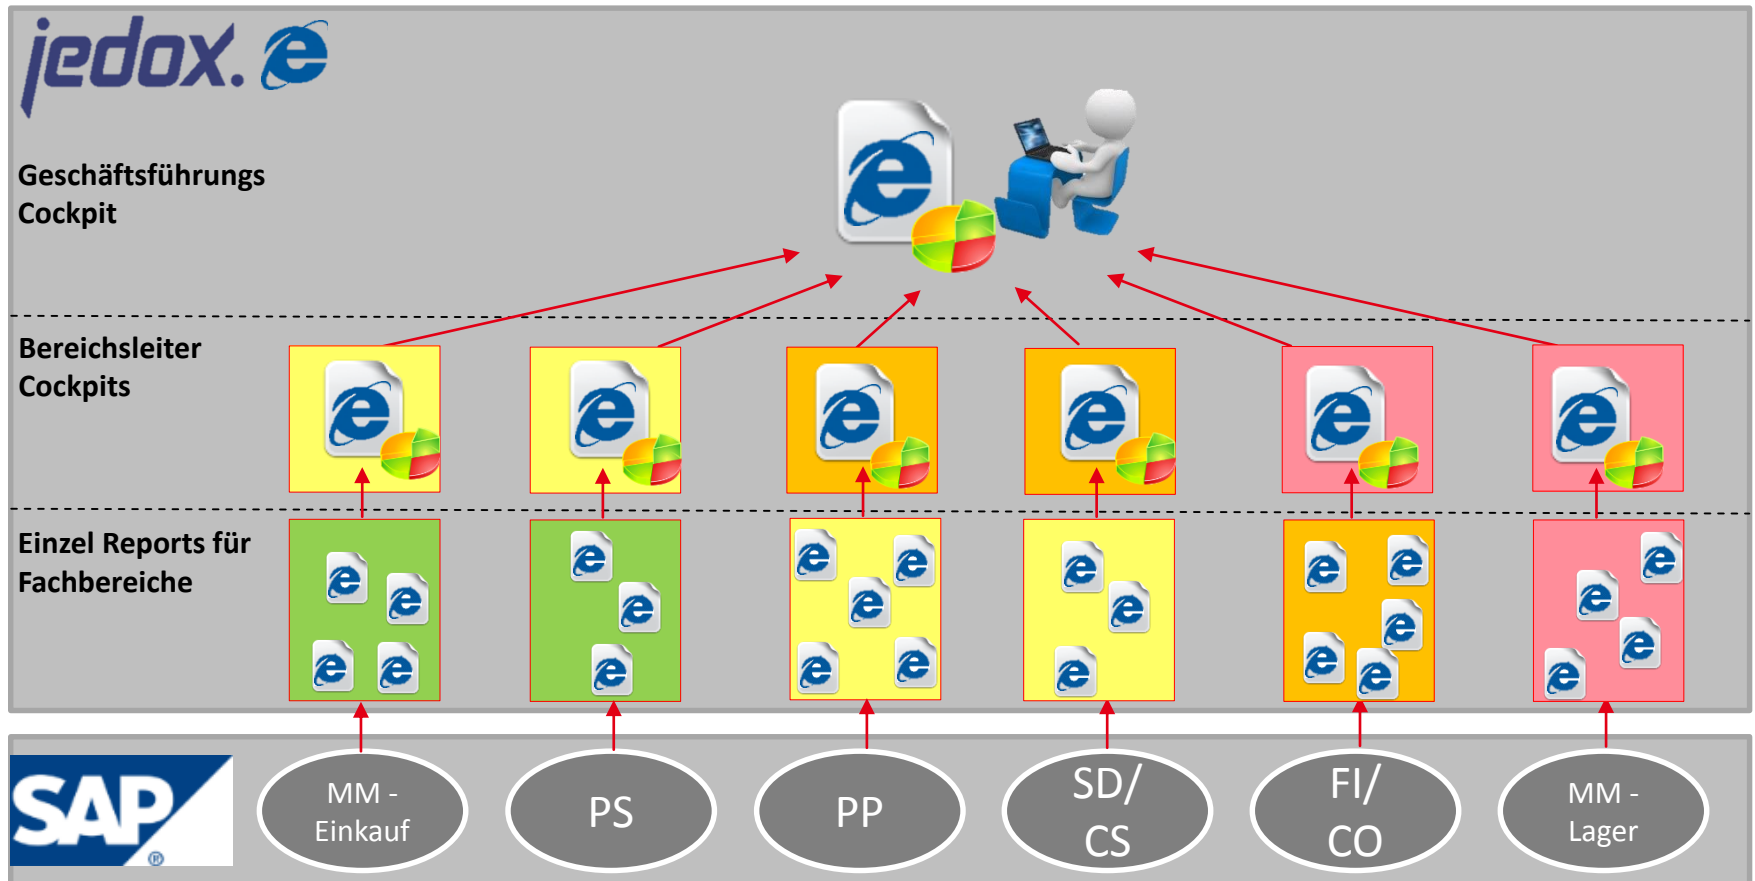 jedox.
Geschäftsführungs
Cockpit
Bereichsleiter
Cockpits
Einzel Reports für
Fachbereiche
SAP
®
MM -
Einkauf
PS
PP
SD/
CS
FI/
CO
MM -
Lager